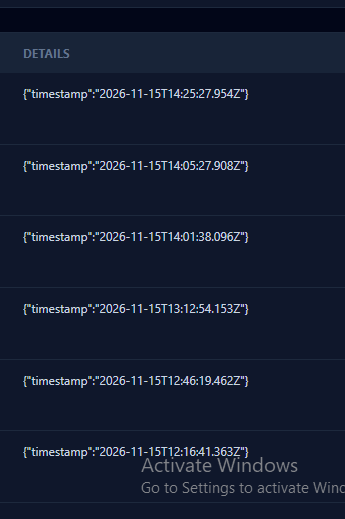 DETAILS
{"timestamp":"2026-11-15T14:25:27.954Z"}
{"timestamp":"2026-11-15T14:05:27.908Z"}
{"timestamp":"2026-11-15T14:01:38.096Z"}
{"timestamp":"2026-11-15T13:12:54.153Z"}
{"timestamp":"2026-11-15T12:46:19.462Z"}
{"timestamp":"2026-11-15T12:16:41.363Z"}
Activate Windows
Go to Settings to activate Wind